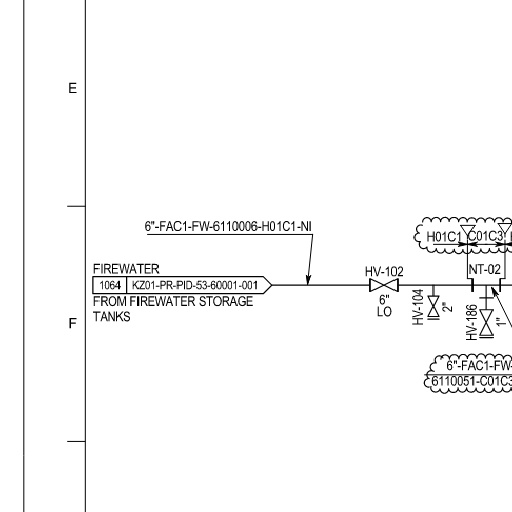 E
6"-FAC1-FW-6110006-H01C1-NI
H01C1
C01C3
FIREWATER
1064
KZ01-PR-PID-53-60001-001
FROM FIREWATER STORAGE
TANKS
HV-102
6"
LO
NT-02
HV-104
2"
HV-186
1"
F
6"-FAC1-FW-
6110051-C01C3